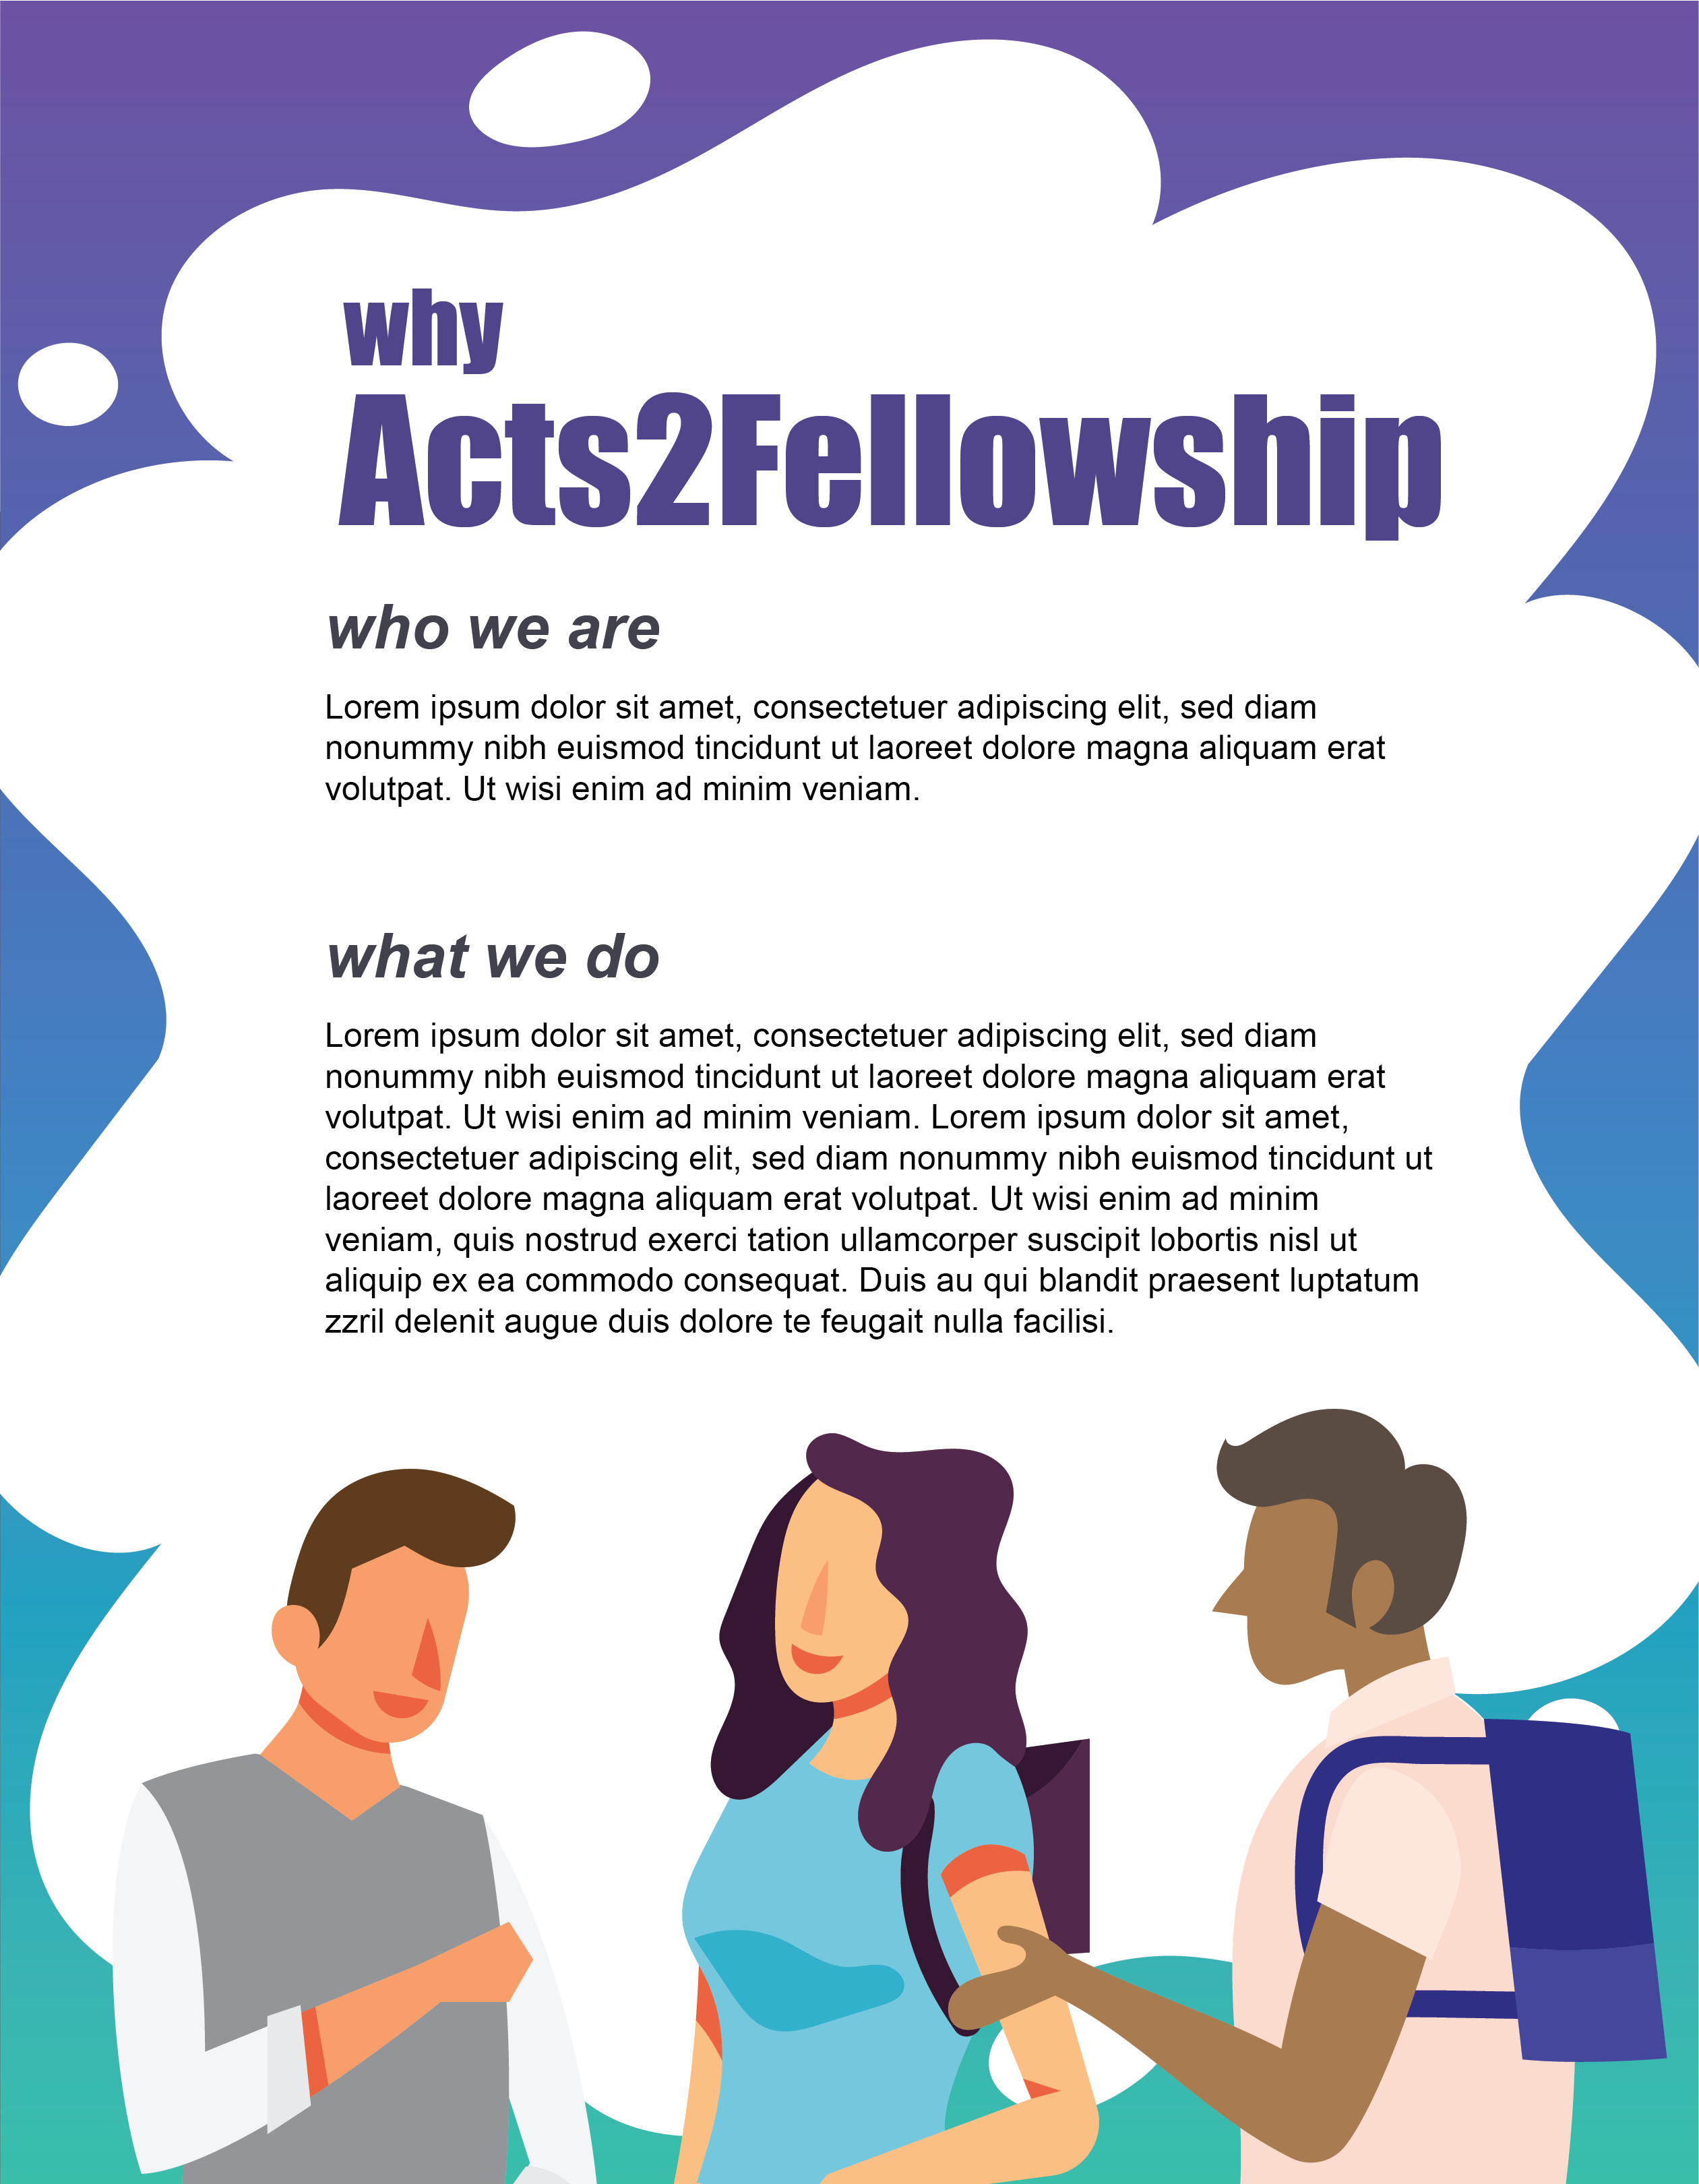 why
Acts2Fellowship
who we are
Lorem ipsum dolor sit amet, consectetuer adipiscing elit, sed diam
nonummy nibh euismod tincidunt ut laoreet dolore magna aliquam erat
volutpat. Ut wisi enim ad minim veniam.
what we do
Lorem ipsum dolor sit amet, consectetuer adipiscing elit, sed diam
nonummy nibh euismod tincidunt ut laoreet dolore magna aliquam erat
volutpat. Ut wisi enim ad minim veniam. Lorem ipsum dolor sit amet,
consectetuer adipiscing elit, sed diam nonummy nibh euismod tincidunt ut
laoreet dolore magna aliquam erat volutpat. Ut wisi enim ad minim
veniam, quis nostrud exerci tation ullamcorper suscipit lobortis nisl ut
aliquip ex ea commodo consequat. Duis au qui blandit praesent luptatum
zzril delenit augue duis dolore te feugait nulla facilisi.